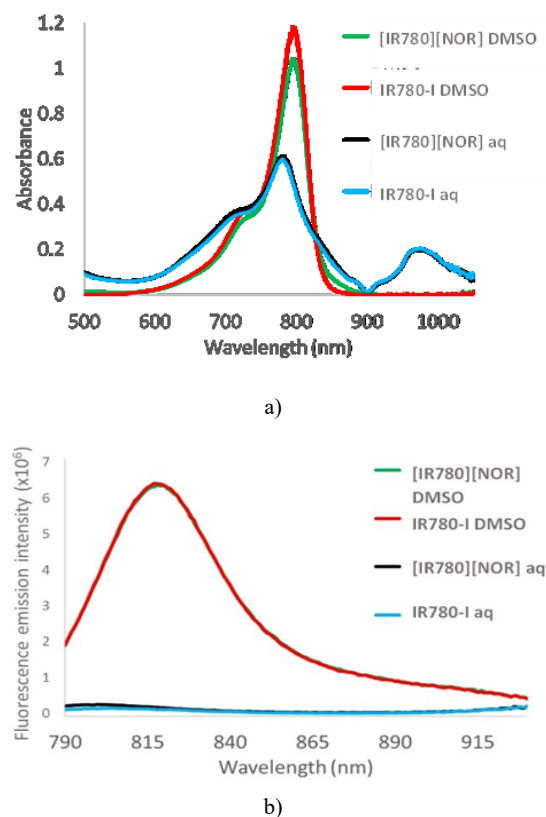 1.2
1
0.8
0.6
0.4
0.2
0
Absorbance
500 600 700 800 900 1000
Wavelength (nm)
[IR780][NOR] DMSO
IR780-I DMSO
[IR780][NOR] aq
IR780-I aq
a)
7
6
5
4
3
2
1
0
Fluorescence emission intensity (x10⁶)
790 815 840 865 890 915
Wavelength (nm)
[IR780][NOR]
DMSO
IR780-I DMSO
[IR780][NOR] aq
IR780-I aq
b)